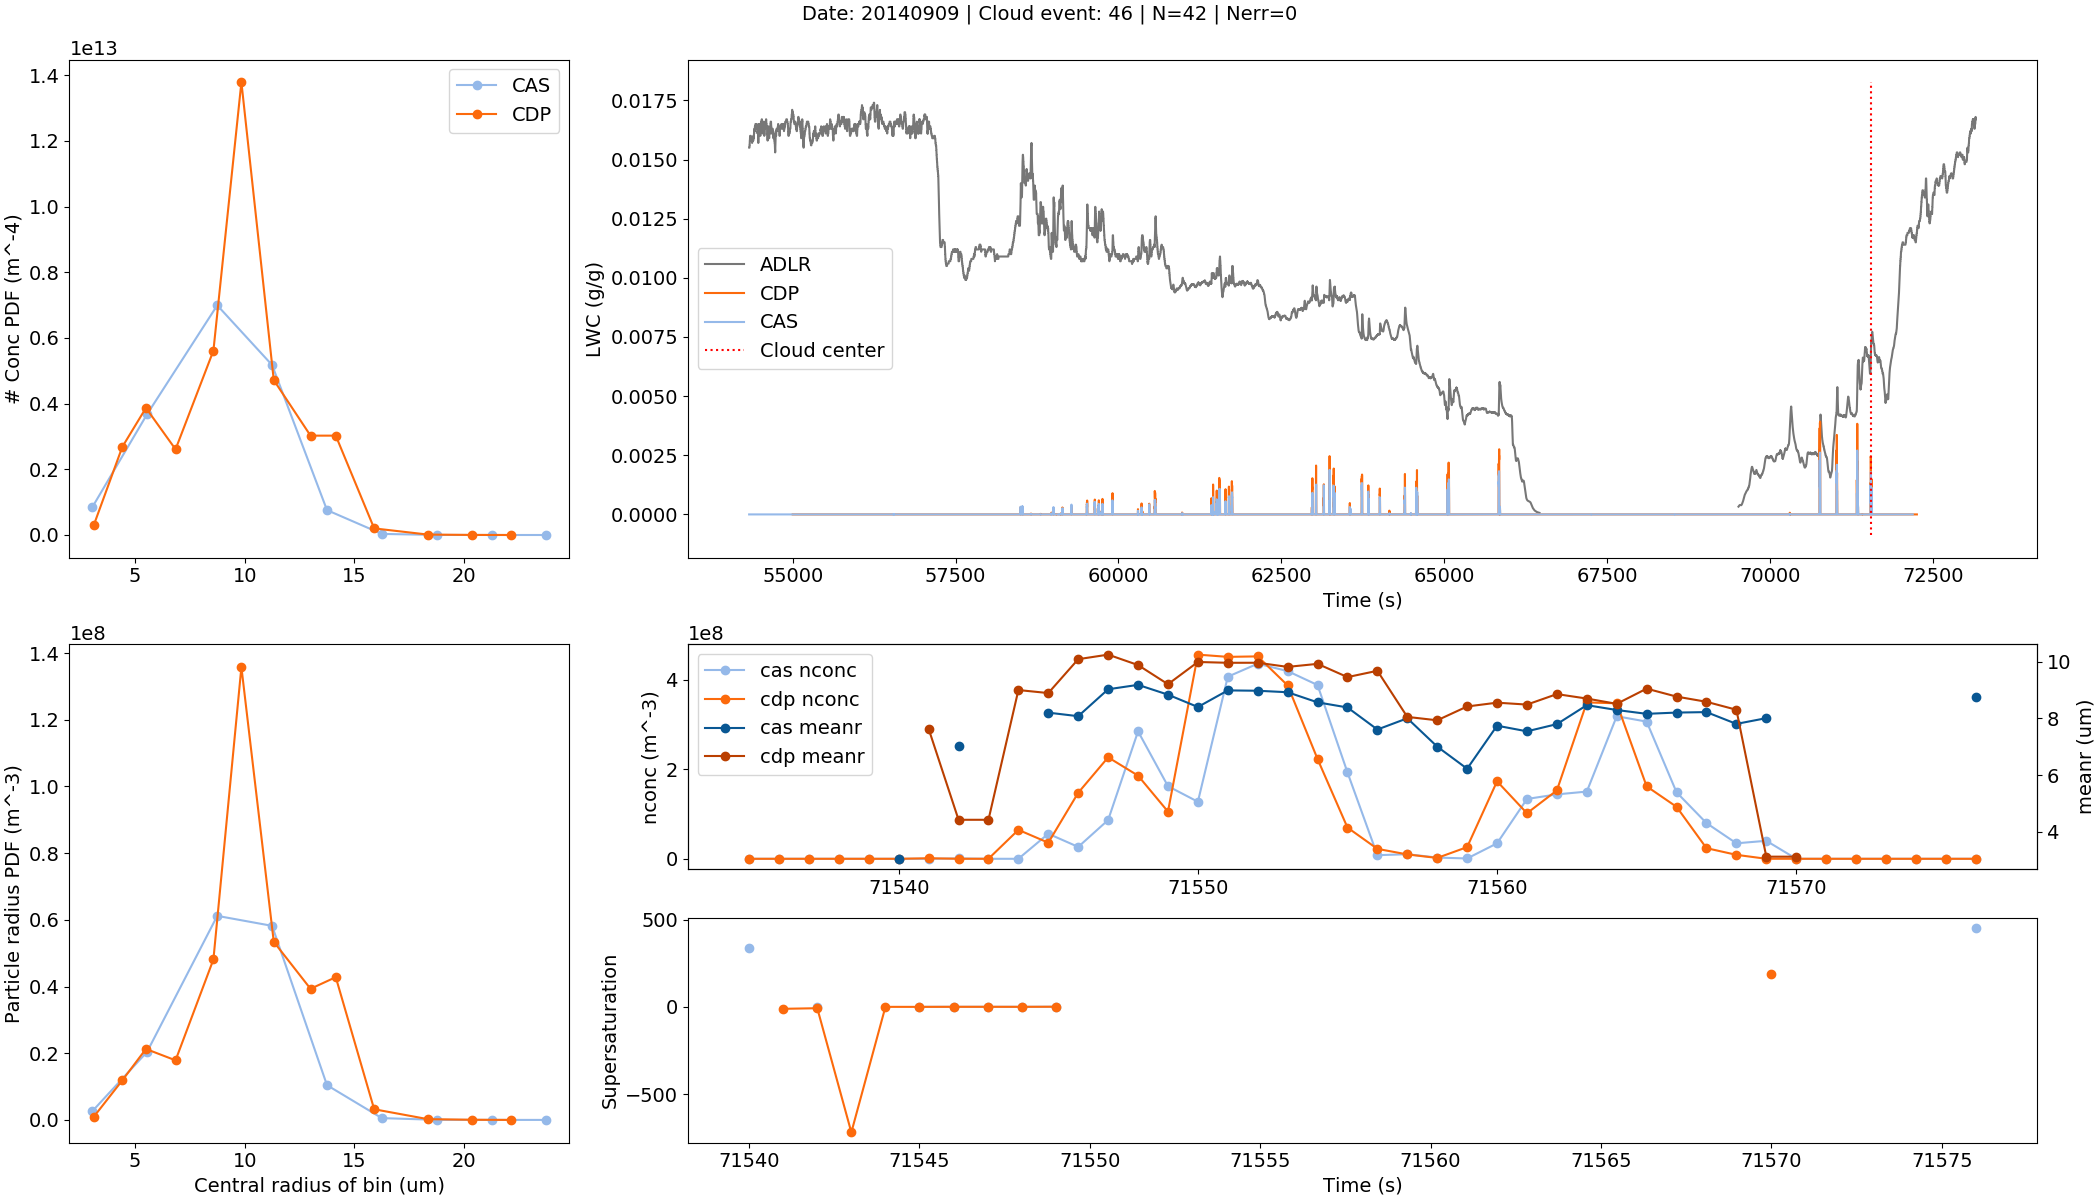 Date: 20140909 | Cloud event: 46 | N=42 | Nerr=0
1e13
# Conc PDF (m^-4)
1.4
1.2
1.0
0.8
0.6
0.4
0.2
0.0
5 10 15 20
CAS
CDP
LWC (g/g)
0.0175
0.0150
0.0125
0.0100
0.0075
0.0050
0.0025
0.0000
ADLR
CDP
CAS
Cloud center
55000 57500 60000 62500 65000 67500 70000 72500
Time (s)
1e8
Particle radius PDF (m^-3)
1.4
1.2
1.0
0.8
0.6
0.4
0.2
0.0
5 10 15 20
Central radius of bin (um)
1e8
nconc (m^-3)
4
2
0
cas nconc
cdp nconc
cas meanr
cdp meanr
10
8
6
4
meanr (um)
71540 71550 71560 71570
Supersaturation
500
0
−500
71540 71545 71550 71555 71560 71565 71570 71575
Time (s)